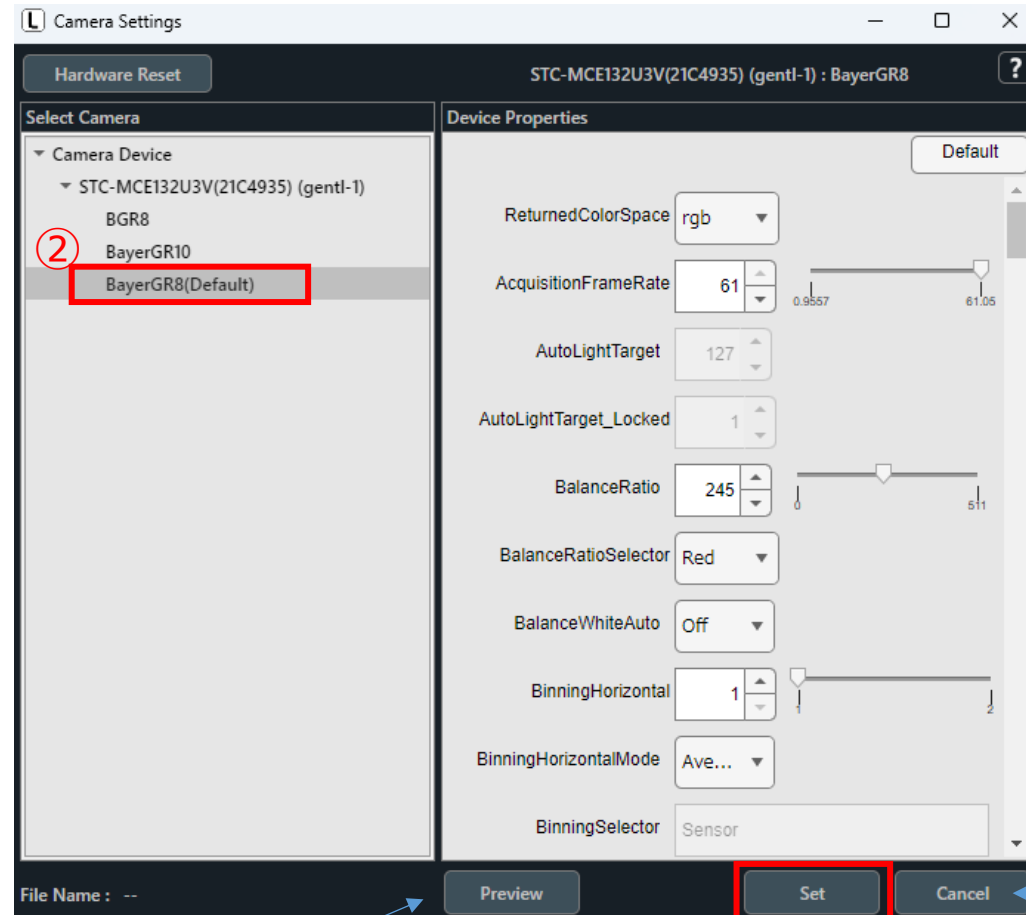 L Camera Settings
Hardware Reset
STC-MCE132U3V(21C4935) (gentl-1) : BayerGR8
?
Select Camera
Camera Device
STC-MCE132U3V(21C4935) (gentl-1)
BGR8
②
BayerGR10
BayerGR8(Default)
Device Properties
Default
ReturnedColorSpace rgb
AcquisitionFrameRate 61 0.9557 61.05
AutoLightTarget 127
AutoLightTarget_Locked 1
BalanceRatio 245 0 511
BalanceRatioSelector Red
BalanceWhiteAuto Off
BinningHorizontal 1 1 2
BinningHorizontalMode Ave...
BinningSelector Sensor
File Name : --
Preview
Set
Cancel